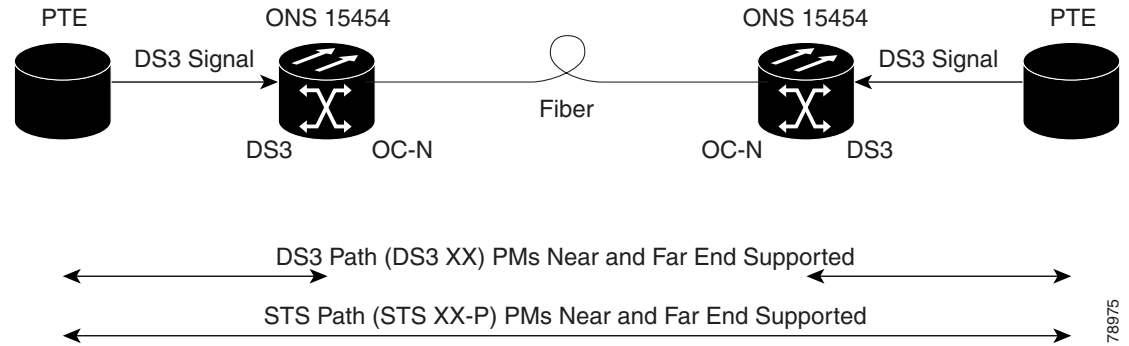 PTE
ONS 15454
ONS 15454
PTE
DS3 Signal
DS3 Signal
Fiber
DS3
OC-N
OC-N
DS3
DS3 Path (DS3 XX) PMs Near and Far End Supported
STS Path (STS XX-P) PMs Near and Far End Supported
78975